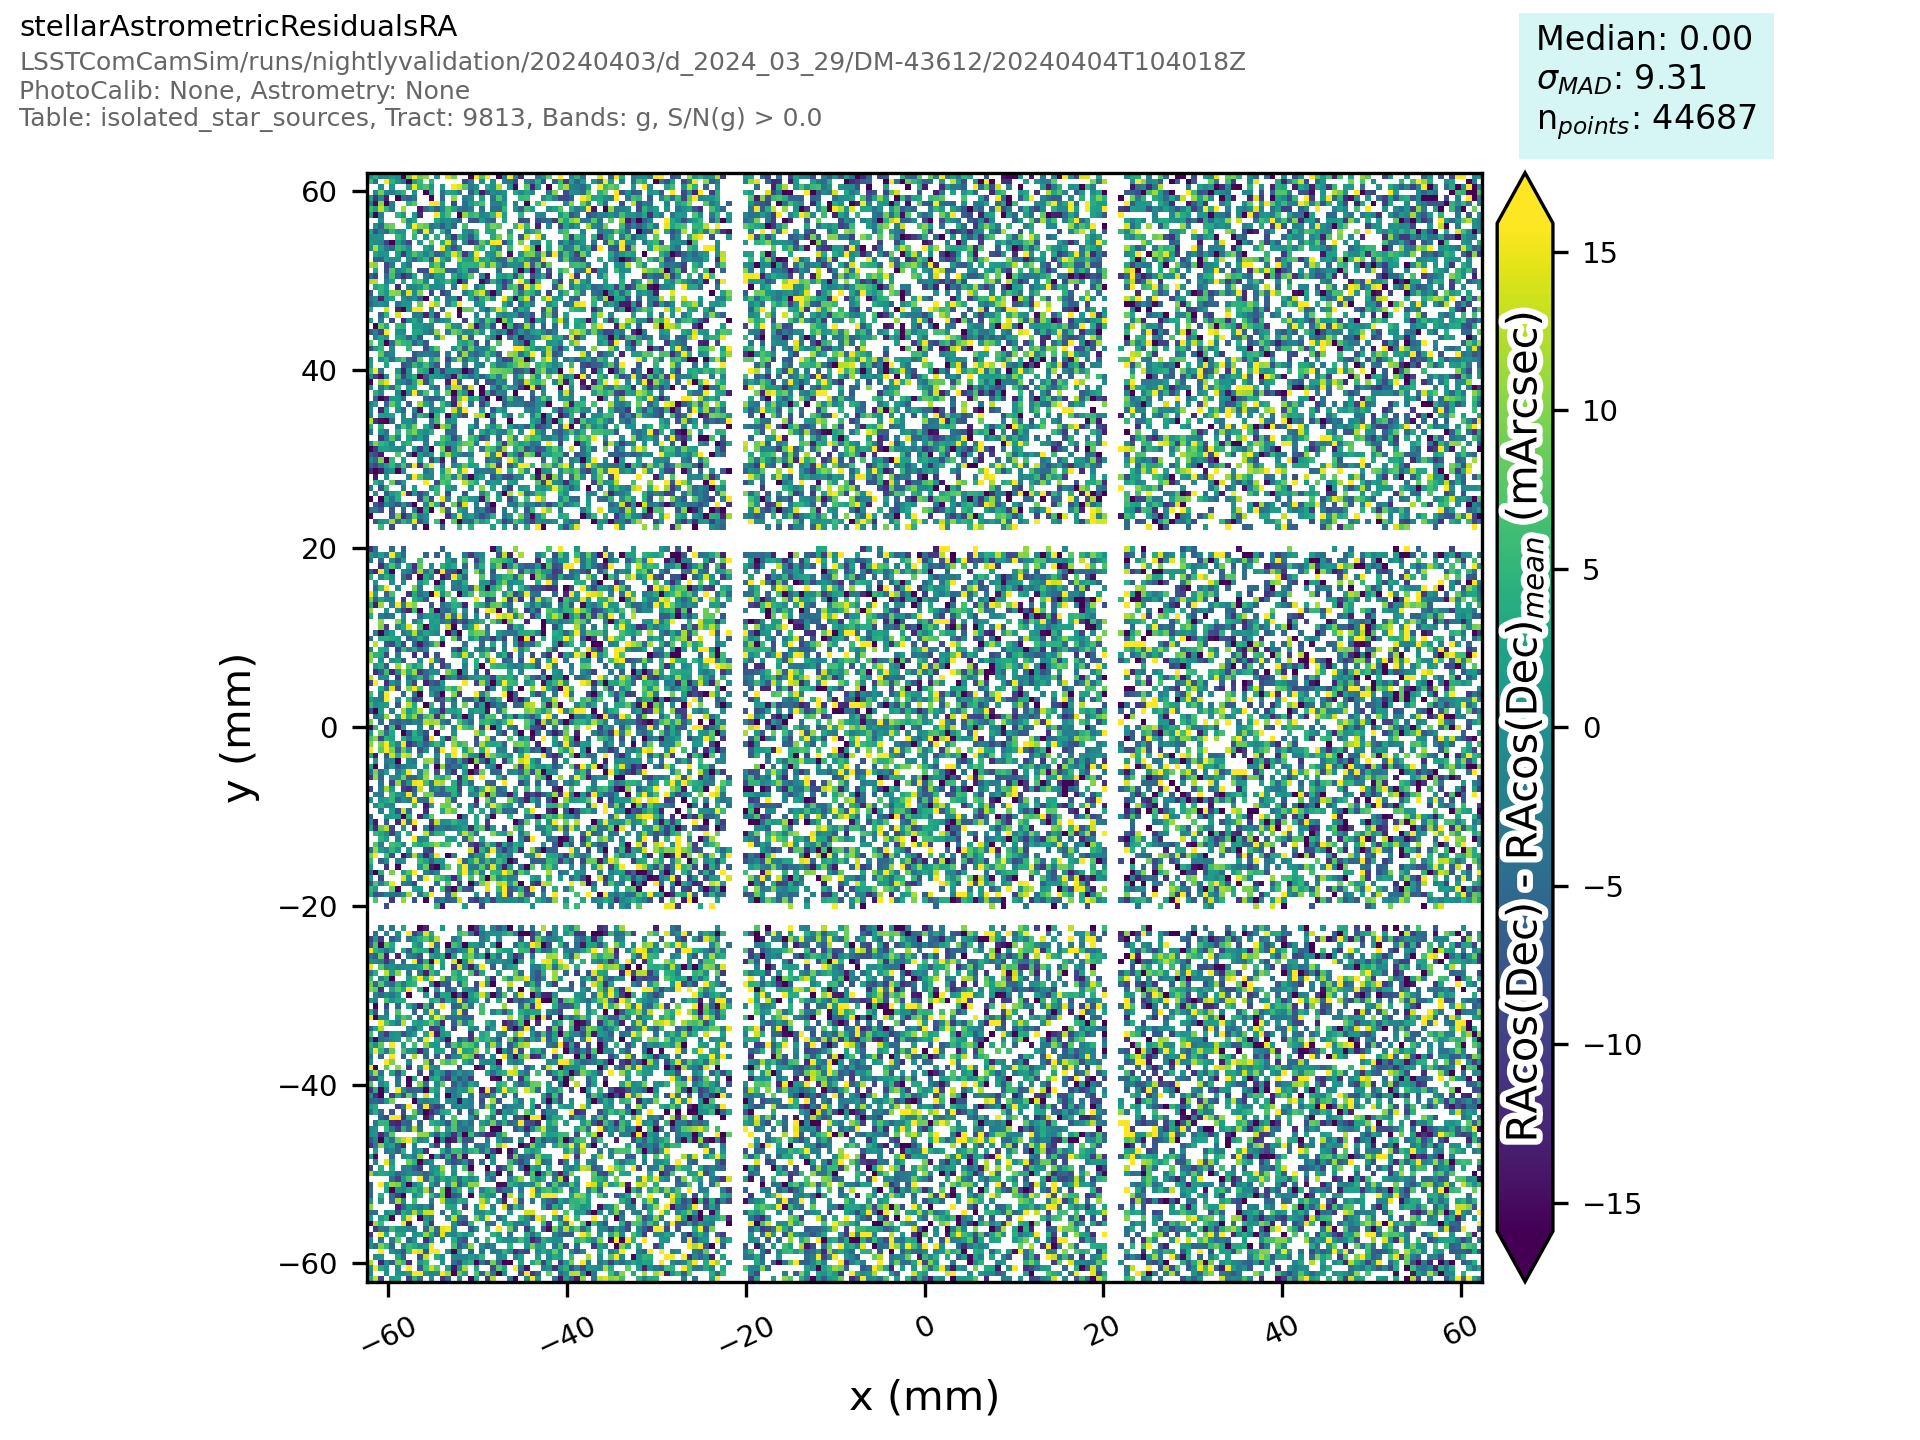 stellarAstrometricResidualsRA
LSSTComCamSim/runs/nightlyvalidation/20240403/d_2024_03_29/DM-43612/20240404T104018Z
PhotoCalib: None, Astrometry: None
Table: isolated_star_sources, Tract: 9813, Bands: g, S/N(g) > 0.0
Median: 0.00
σMAD: 9.31
npoints: 44687
60
40
20
0
−20
−40
−60
y (mm)
−60
−40
−20
0
20
40
60
x (mm)
15
10
5
0
−5
−10
−15
RAcos(Dec) - RAcos(Dec)mean (mArcsec)